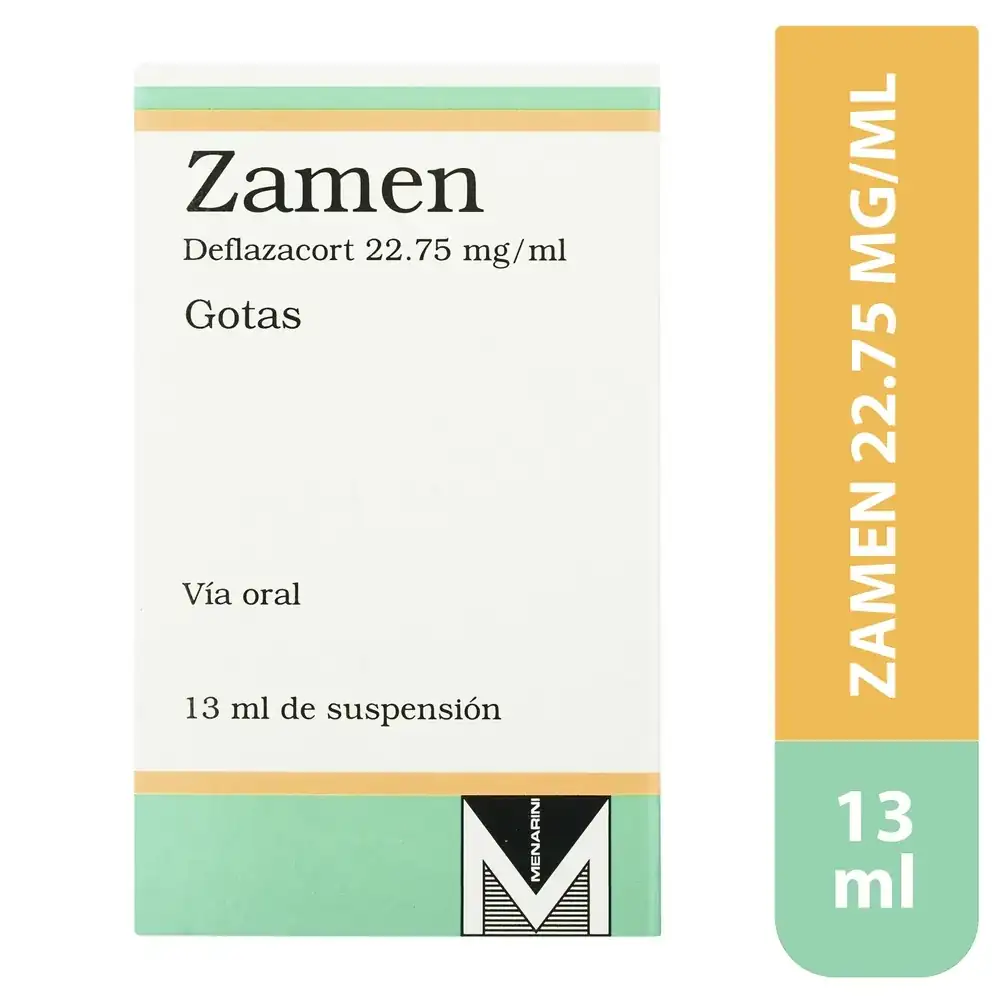 Zamen
Deflazacort 22.75 mg/ml
Gotas
Vía oral
13 ml de suspensión
MENARINI
ZAMEN 22.75 MG/ML
13
ml